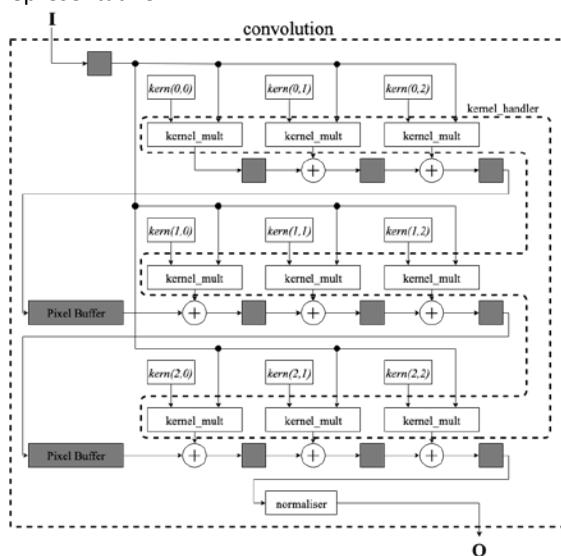 I
convolution
kern(0,0) kern(0,1) kern(0,2)
kernel_handler
kernel_mult kernel_mult kernel_mult
+ +
kern(1,0) kern(1,1) kern(1,2)
kernel_mult kernel_mult kernel_mult
Pixel Buffer + + +
kern(2,0) kern(2,1) kern(2,2)
kernel_mult kernel_mult kernel_mult
Pixel Buffer + + +
normaliser
O